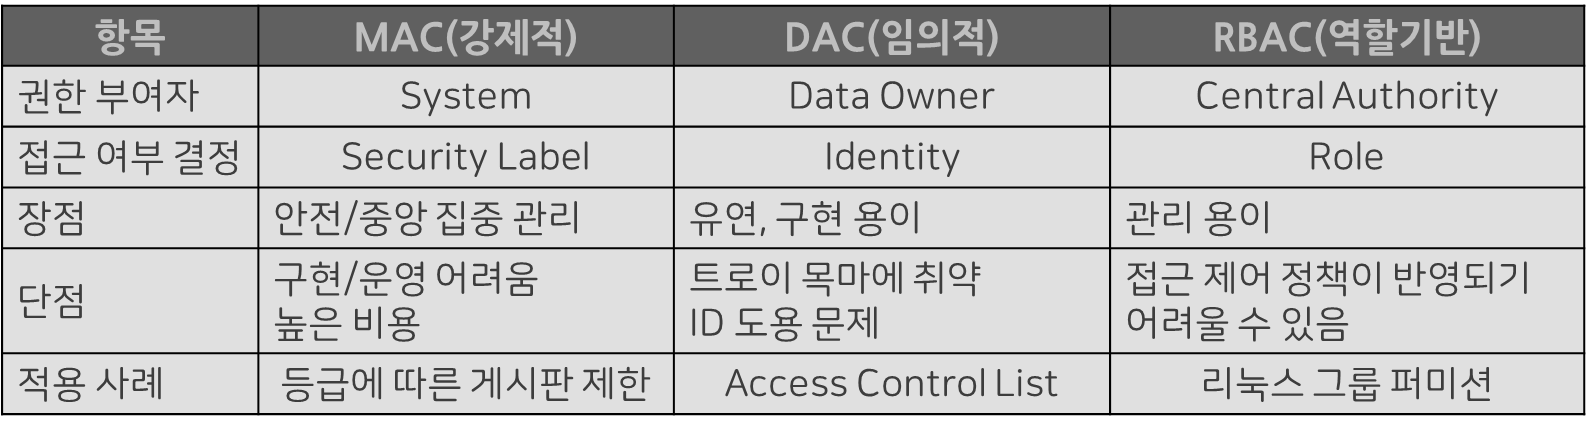 항목 MAC(강제적) DAC(임의적) RBAC(역할기반)
권한 부여자 System Data Owner Central Authority
접근 여부 결정 Security Label Identity Role
장점 안전/중앙 집중 관리 유연, 구현 용이 관리 용이
단점 구현/운영 어려움 트로이 목마에 취약 접근 제어 정책이 반영되기
높은 비용 ID 도용 문제 어려울 수 있음
적용 사례 등급에 따른 게시판 제한 Access Control List 리눅스 그룹 퍼미션